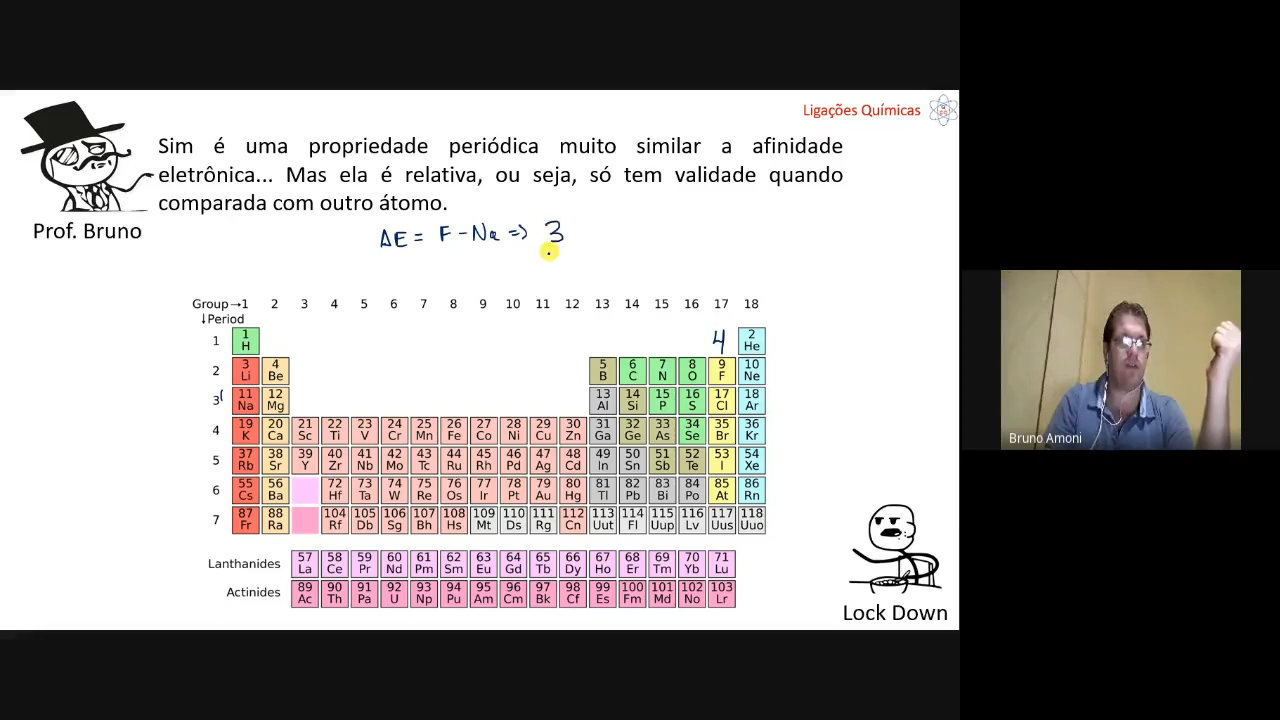 Ligações Químicas
Sim é uma propriedade periódica muito similar a afinidade
eletrônica... Mas ela é relativa, ou seja, só tem validade quando
comparada com outro átomo.
Prof. Bruno
ΔE = F - Na => 3
Group →1 2 3 4 5 6 7 8 9 10 11 12 13 14 15 16 17 18
↓Period
1 1 H 4 2 He
2 3 Li 4 Be 5 B 6 C 7 N 8 O 9 F 10 Ne
3 11 Na 12 Mg 13 Al 14 Si 15 P 16 S 17 Cl 18 Ar
4 19 K 20 Ca 21 Sc 22 Ti 23 V 24 Cr 25 Mn 26 Fe 27 Co 28 Ni 29 Cu 30 Zn 31 Ga 32 Ge 33 As 34 Se 35 Br 36 Kr
5 37 Rb 38 Sr 39 Y 40 Zr 41 Nb 42 Mo 43 Tc 44 Ru 45 Rh 46 Pd 47 Ag 48 Cd 49 In 50 Sn 51 Sb 52 Te 53 I 54 Xe
6 55 Cs 56 Ba 72 Hf 73 Ta 74 W 75 Re 76 Os 77 Ir 78 Pt 79 Au 80 Hg 81 Tl 82 Pb 83 Bi 84 Po 85 At 86 Rn
7 87 Fr 88 Ra 104 Rf 105 Db 106 Sg 107 Bh 108 Hs 109 Mt 110 Ds 111 Rg 112 Cn 113 Uut 114 Fl 115 Uup 116 Lv 117 Uus 118 Uuo
Lanthanides 57 La 58 Ce 59 Pr 60 Nd 61 Pm 62 Sm 63 Eu 64 Gd 65 Tb 66 Dy 67 Ho 68 Er 69 Tm 70 Yb 71 Lu
Actinides 89 Ac 90 Th 91 Pa 92 U 93 Np 94 Pu 95 Am 96 Cm 97 Bk 98 Cf 99 Es 100 Fm 101 Md 102 No 103 Lr
Lock Down
Bruno Amoni